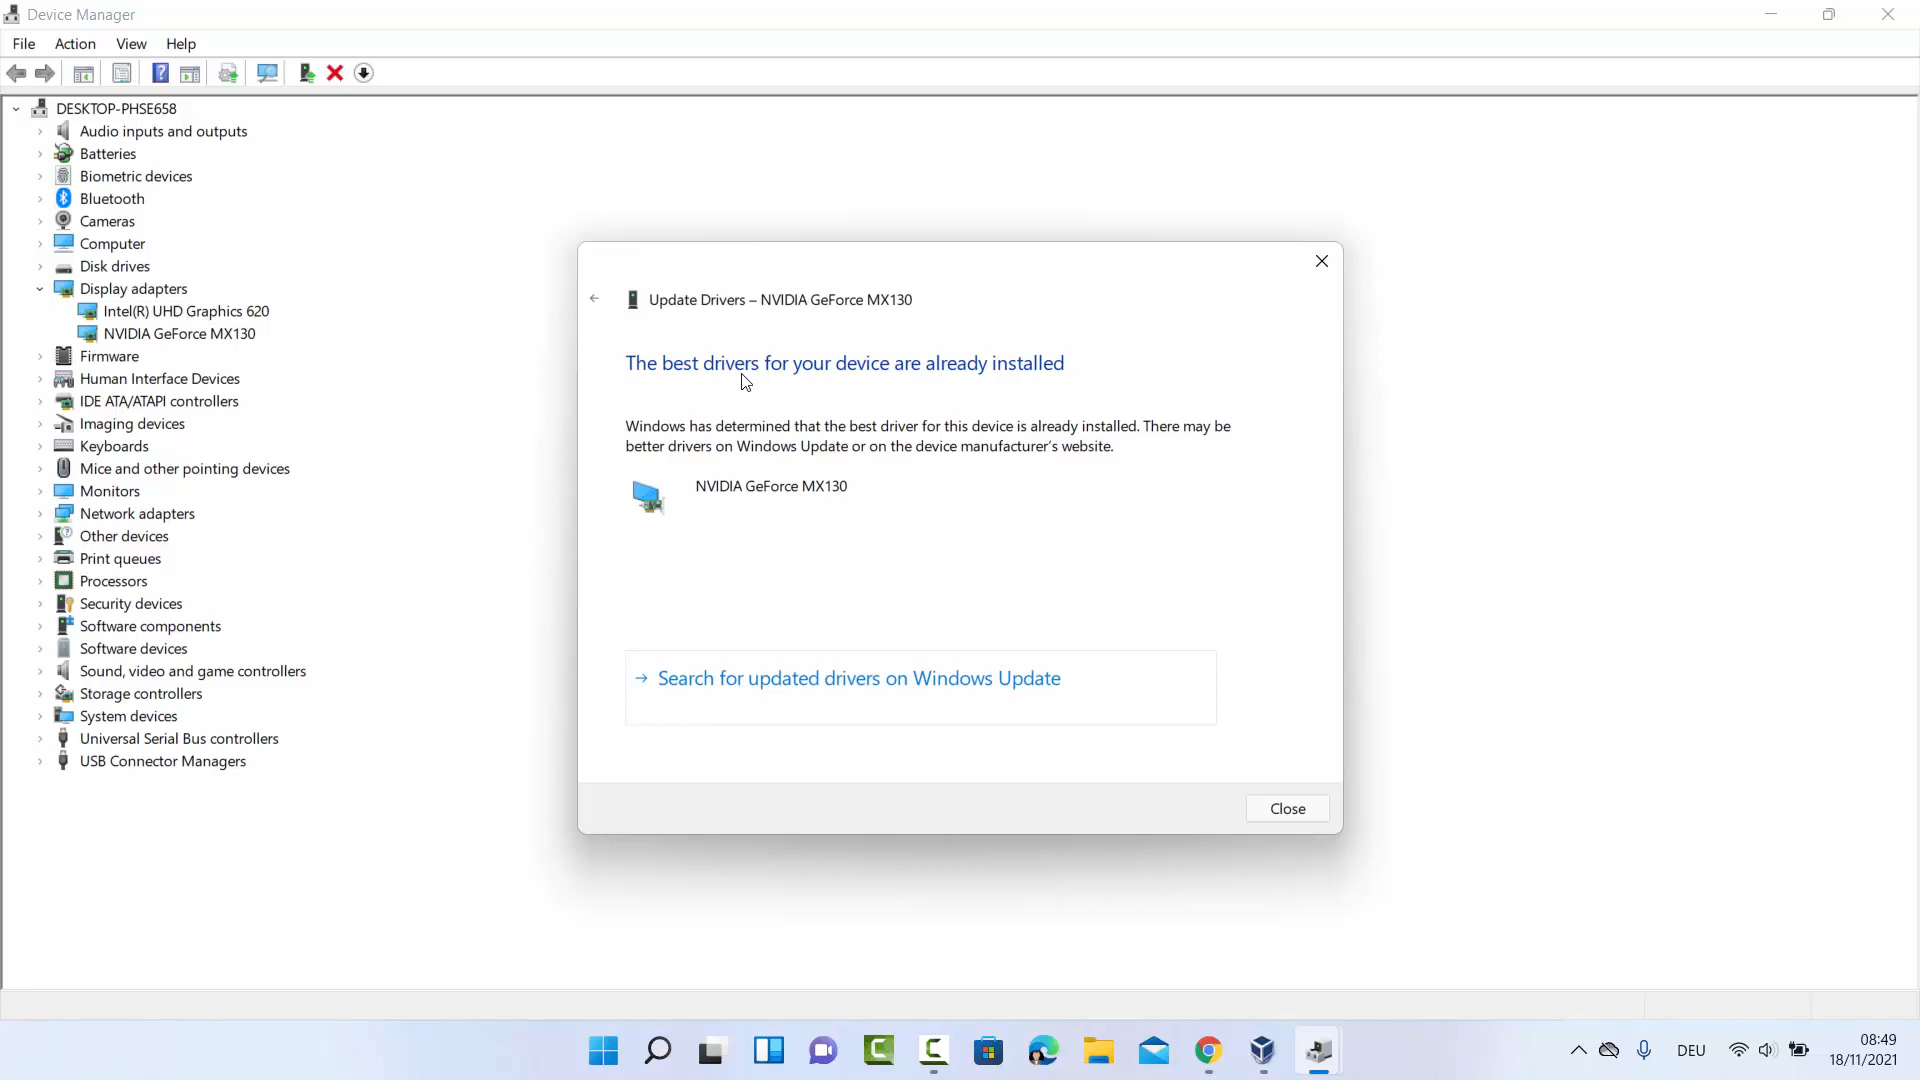 Device Manager
File Action View Help
DESKTOP-PHSE658
Audio inputs and outputs
Batteries
Biometric devices
Bluetooth
Cameras
Computer
Disk drives
Display adapters
Intel(R) UHD Graphics 620
NVIDIA GeForce MX130
Firmware
Human Interface Devices
IDE ATA/ATAPI controllers
Imaging devices
Keyboards
Mice and other pointing devices
Monitors
Network adapters
Other devices
Print queues
Processors
Security devices
Software components
Software devices
Sound, video and game controllers
Storage controllers
System devices
Universal Serial Bus controllers
USB Connector Managers
Update Drivers – NVIDIA GeForce MX130
The best drivers for your device are already installed
Windows has determined that the best driver for this device is already installed. There may be
better drivers on Windows Update or on the device manufacturer's website.
NVIDIA GeForce MX130
Search for updated drivers on Windows Update
Close
DEU
08:49
18/11/2021